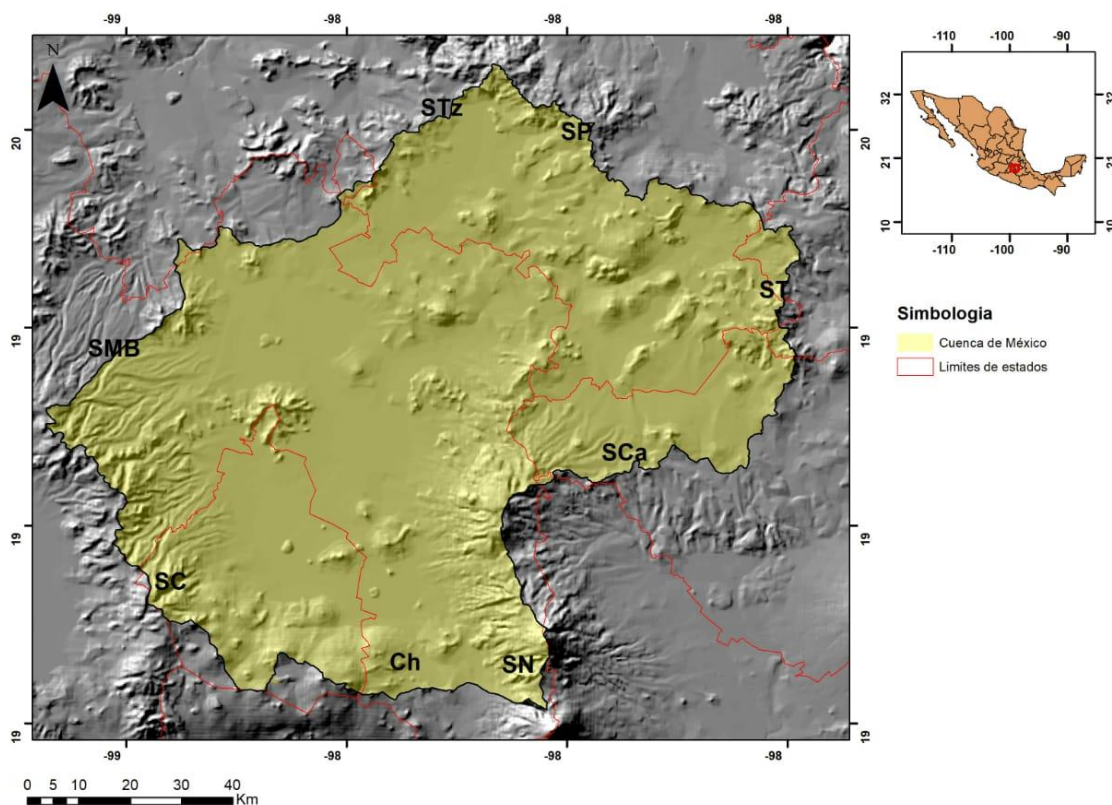 -99 -98 -98 -98
N
STz
SP
20 20
ST
19 19
SMB
SCa
19 19
SC
Ch
SN
19 19
-99 -98 -98 -98
0 5 10 20 30 40
Km
-110 -100 -90
32 32
21 21
10 10
-110 -100 -90
Simbologia
Cuenca de México
Limites de estados